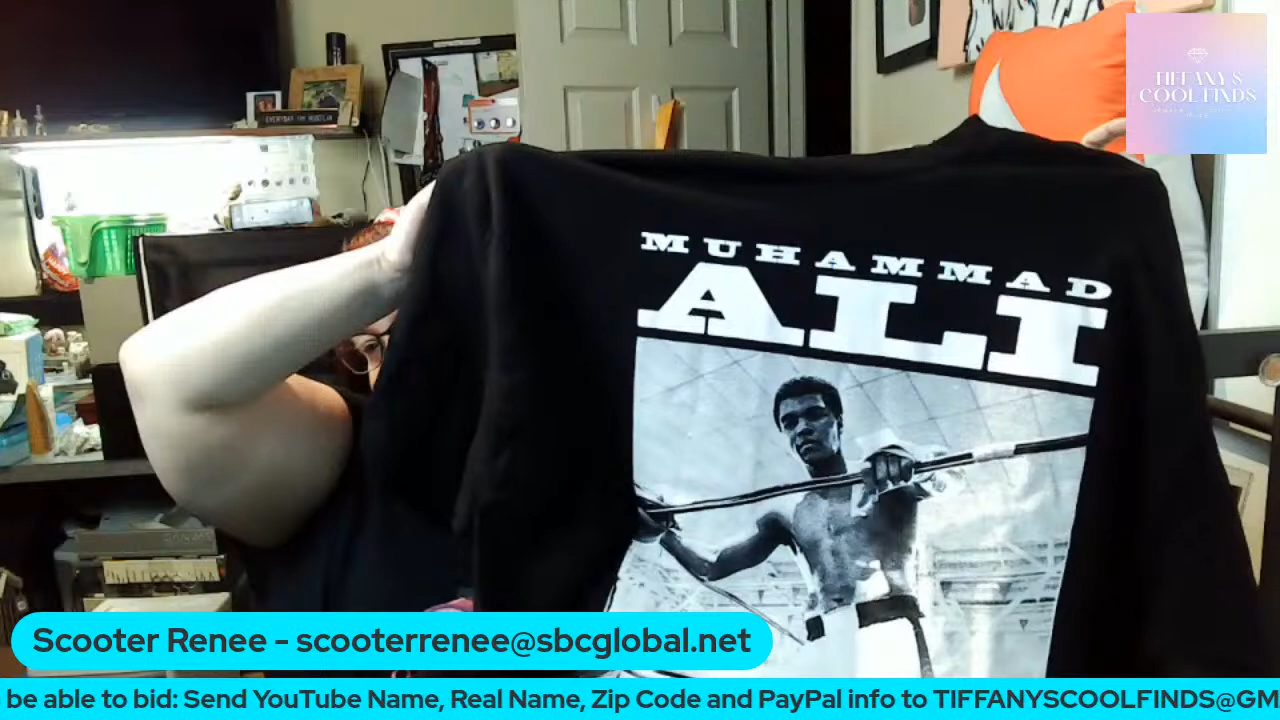 TIFFANY'S
COOL FINDS
EVERYDAY I'M HUSTLIN
MUHAMMAD
ALI
Scooter Renee - scooterrenee@sbcglobal.net
be able to bid: Send YouTube Name, Real Name, Zip Code and PayPal info to TIFFANYSCOOLFINDS@GM